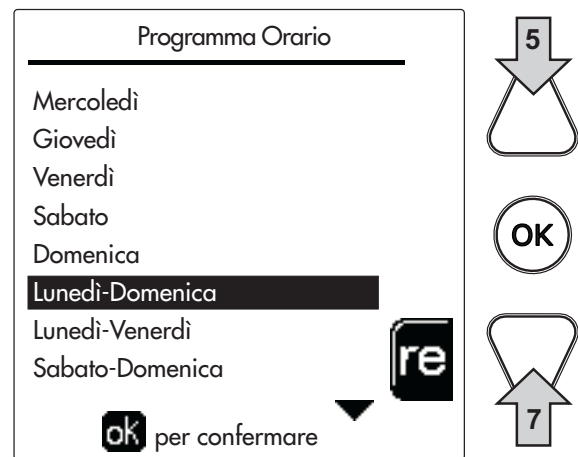 Programma Orario
Mercoledì
Giovedì
Venerdì
Sabato
Domenica
Lunedì-Domenica
Lunedì-Venerdì
Sabato-Domenica
re
ok per confermare
5
OK
7